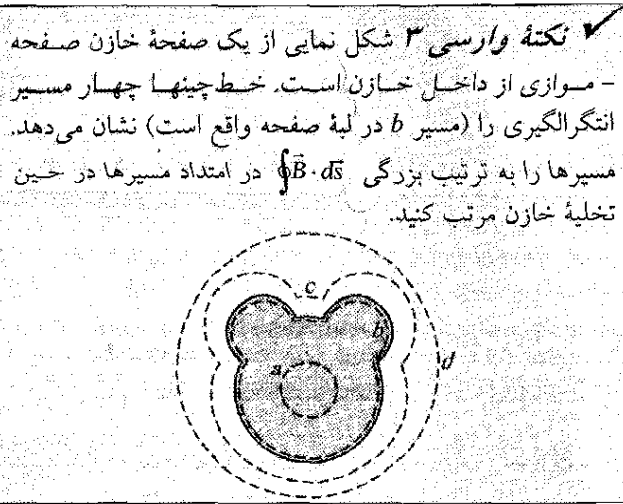 ✔ نکتهٔ وارسی ۳ شکل نمایی از یک صفحهٔ خازن صفحه
- موازی از داخل خازن است. خط‌چینها چهار مسیر
انتگرالگیری را (مسیر b در لبهٔ صفحه واقع است) نشان می‌دهد.
مسیرها را به ترتیب بزرگی ∮B⃗·ds⃗ در امتداد مسیرها در حین
تخلیهٔ خازن مرتب کنید.
c
b
a
d